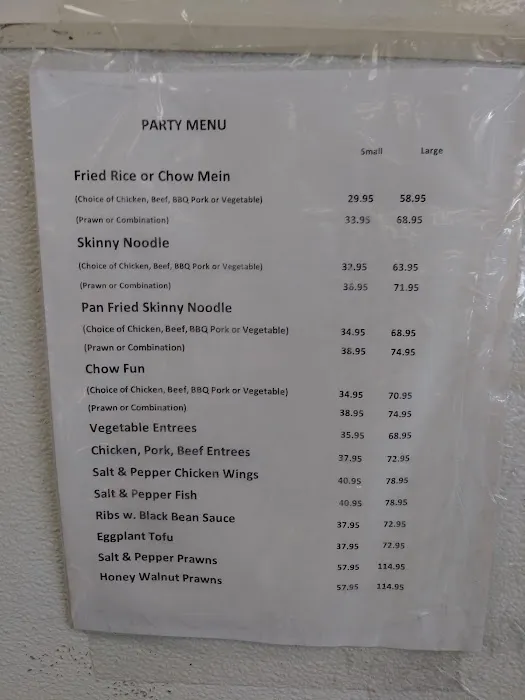 PARTY MENU
Small Large
Fried Rice or Chow Mein
(Choice of Chicken, Beef, BBQ Pork or Vegetable) 29.95 58.95
(Prawn or Combination) 33.95 68.95
Skinny Noodle
(Choice of Chicken, Beef, BBQ Pork or Vegetable) 32.95 63.95
(Prawn or Combination) 36.95 71.95
Pan Fried Skinny Noodle
(Choice of Chicken, Beef, BBQ Pork or Vegetable) 34.95 68.95
(Prawn or Combination) 38.95 74.95
Chow Fun
(Choice of Chicken, Beef, BBQ Pork or Vegetable) 34.95 70.95
(Prawn or Combination) 38.95 74.95
Vegetable Entrees 35.95 68.95
Chicken, Pork, Beef Entrees 37.95 72.95
Salt & Pepper Chicken Wings 40.95 78.95
Salt & Pepper Fish 40.95 78.95
Ribs w. Black Bean Sauce 37.95 72.95
Eggplant Tofu 37.95 72.95
Salt & Pepper Prawns 57.95 114.95
Honey Walnut Prawns 57.95 114.95